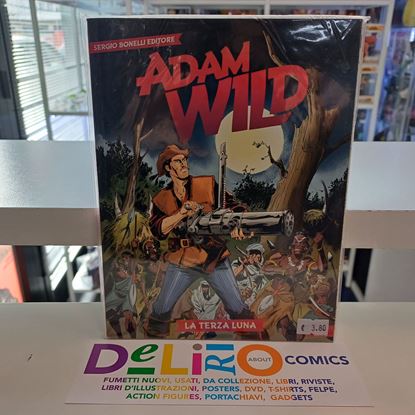 SERGIO BONELLI EDITORE
ADAM
WILD
LA TERZA LUNA
€ 3.80
DeLiRiO ABOUT COMICS
FUMETTI NUOVI, USATI, DA COLLEZIONE, LIBRI, RIVISTE,
LIBRI D'ILLUSTRAZIONI, POSTERS, DVD, T-SHIRTS, FELPE,
ACTION FIGURES, PORTACHIAVI, GADGETS